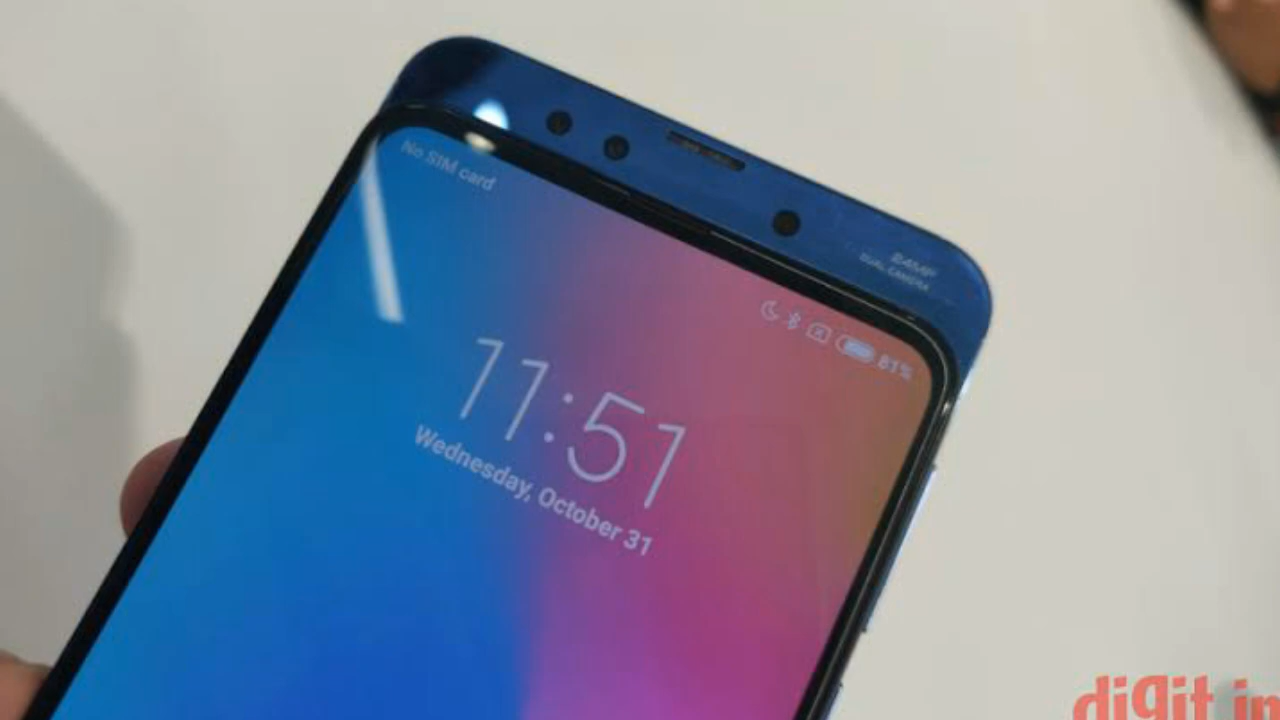 24MP
DUAL CAMERA
No SIM card
81%
11:51
Wednesday, October 31
digit.in